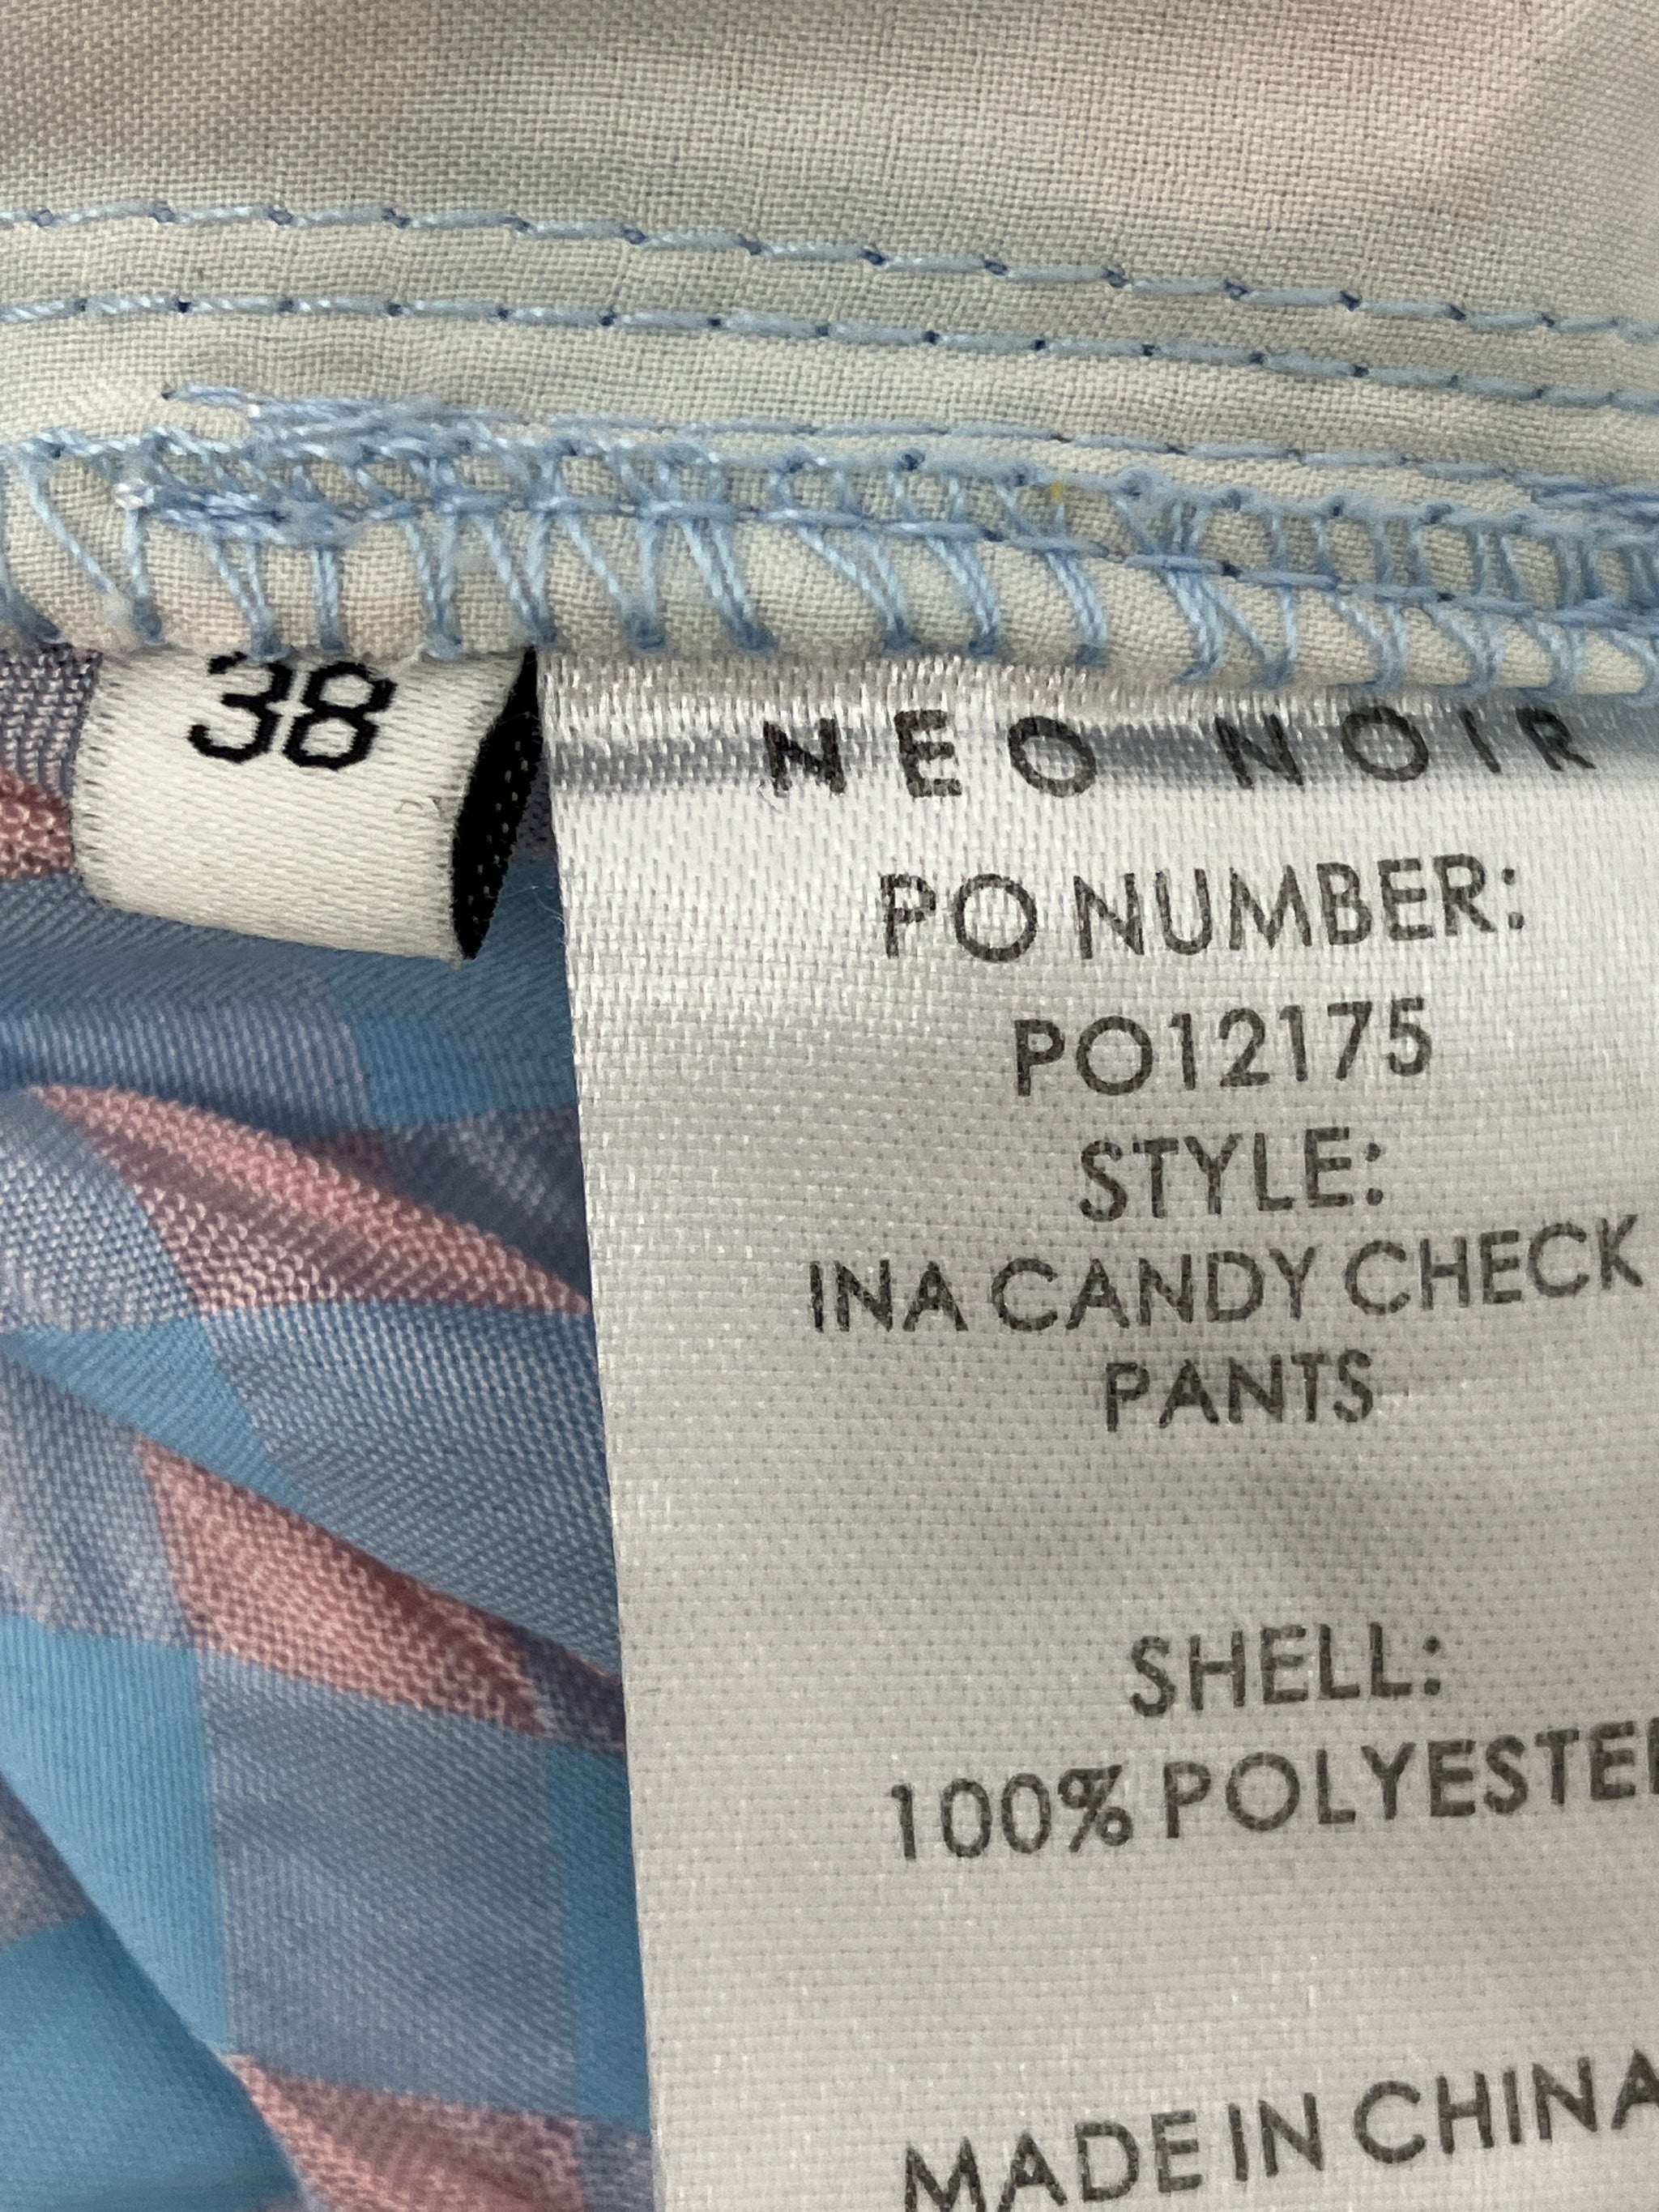 38
NEO NOIR
PO NUMBER:
PO12175
STYLE:
INA CANDY CHECK
PANTS
SHELL:
100% POLYESTER
MADE IN CHINA